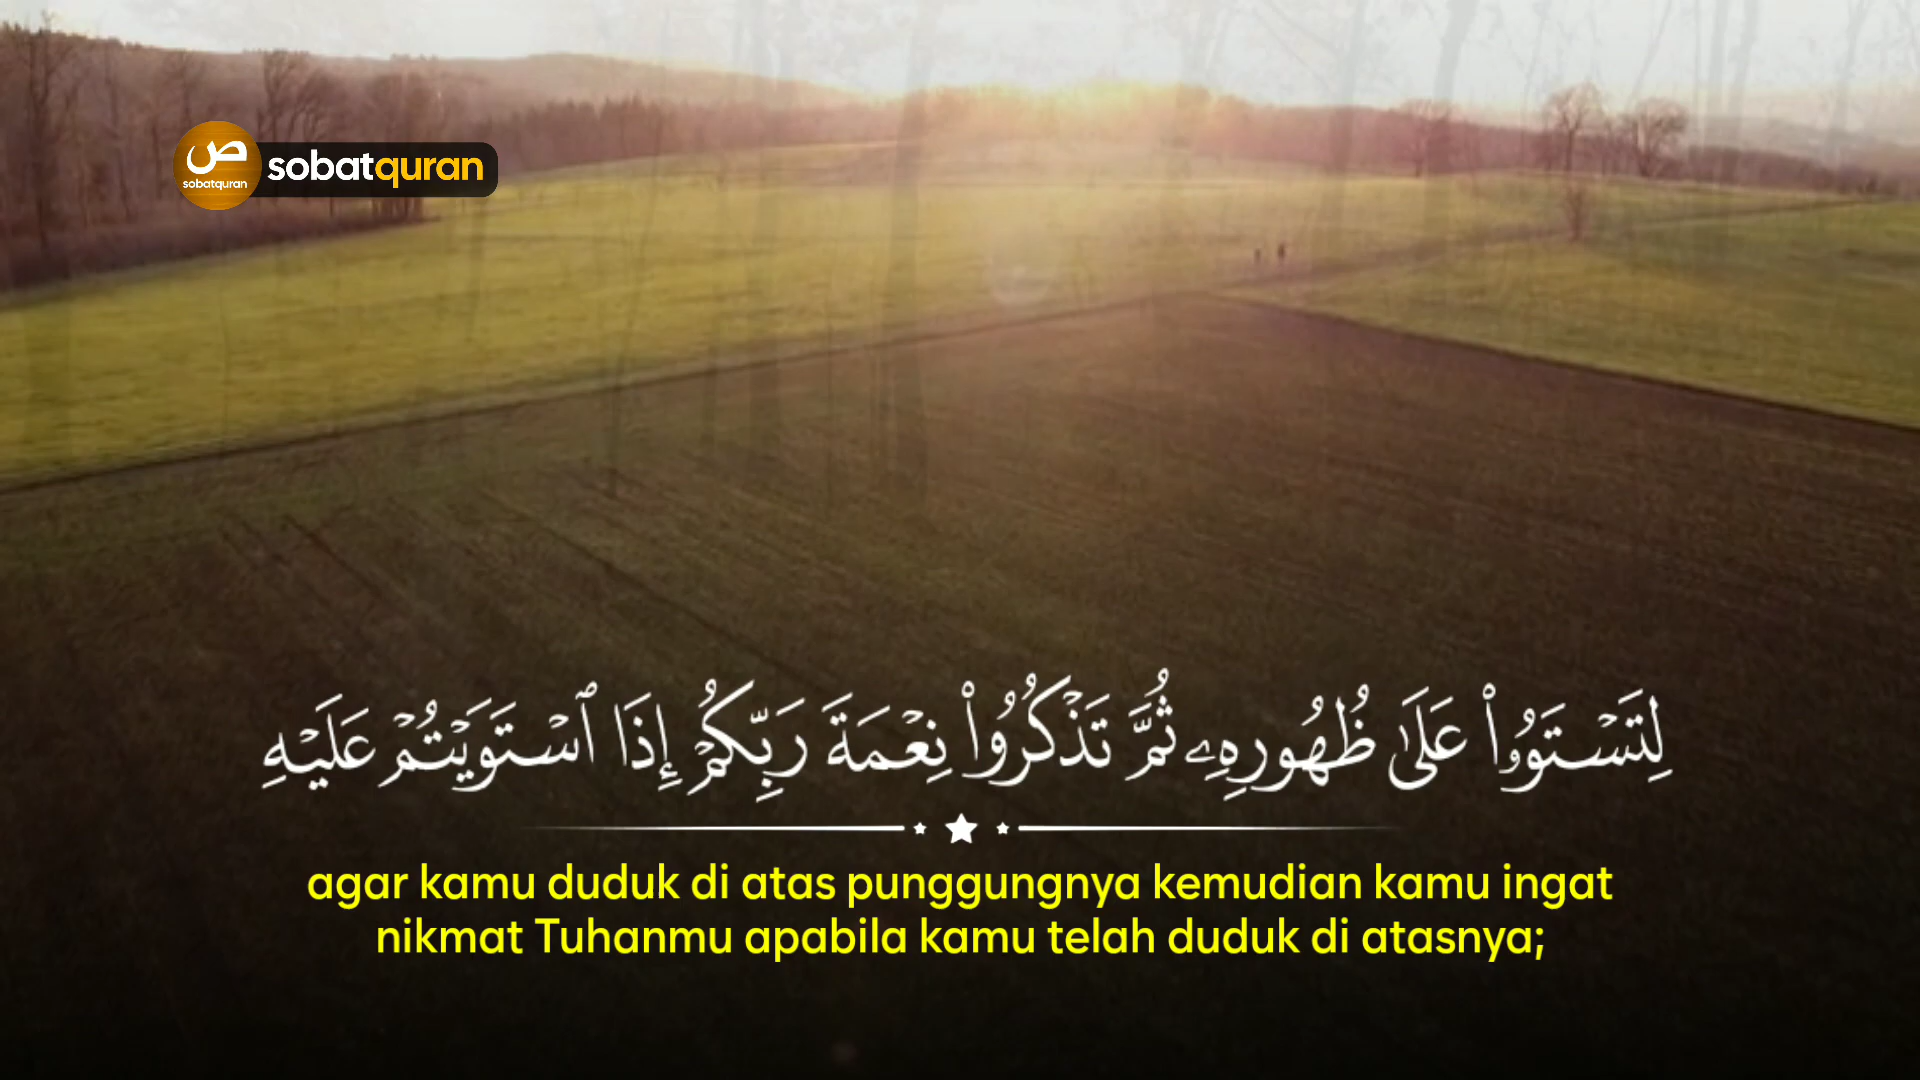 ص
sobatquran
sobatquran
لِتَسْتَوُۥا۟ عَلَىٰ ظُهُورِهِۦ ثُمَّ تَذْكُرُوا۟ نِعْمَةَ رَبِّكُمْ إِذَا ٱسْتَوَيْتُمْ عَلَيْهِ
agar kamu duduk di atas punggungnya kemudian kamu ingat
nikmat Tuhanmu apabila kamu telah duduk di atasnya;